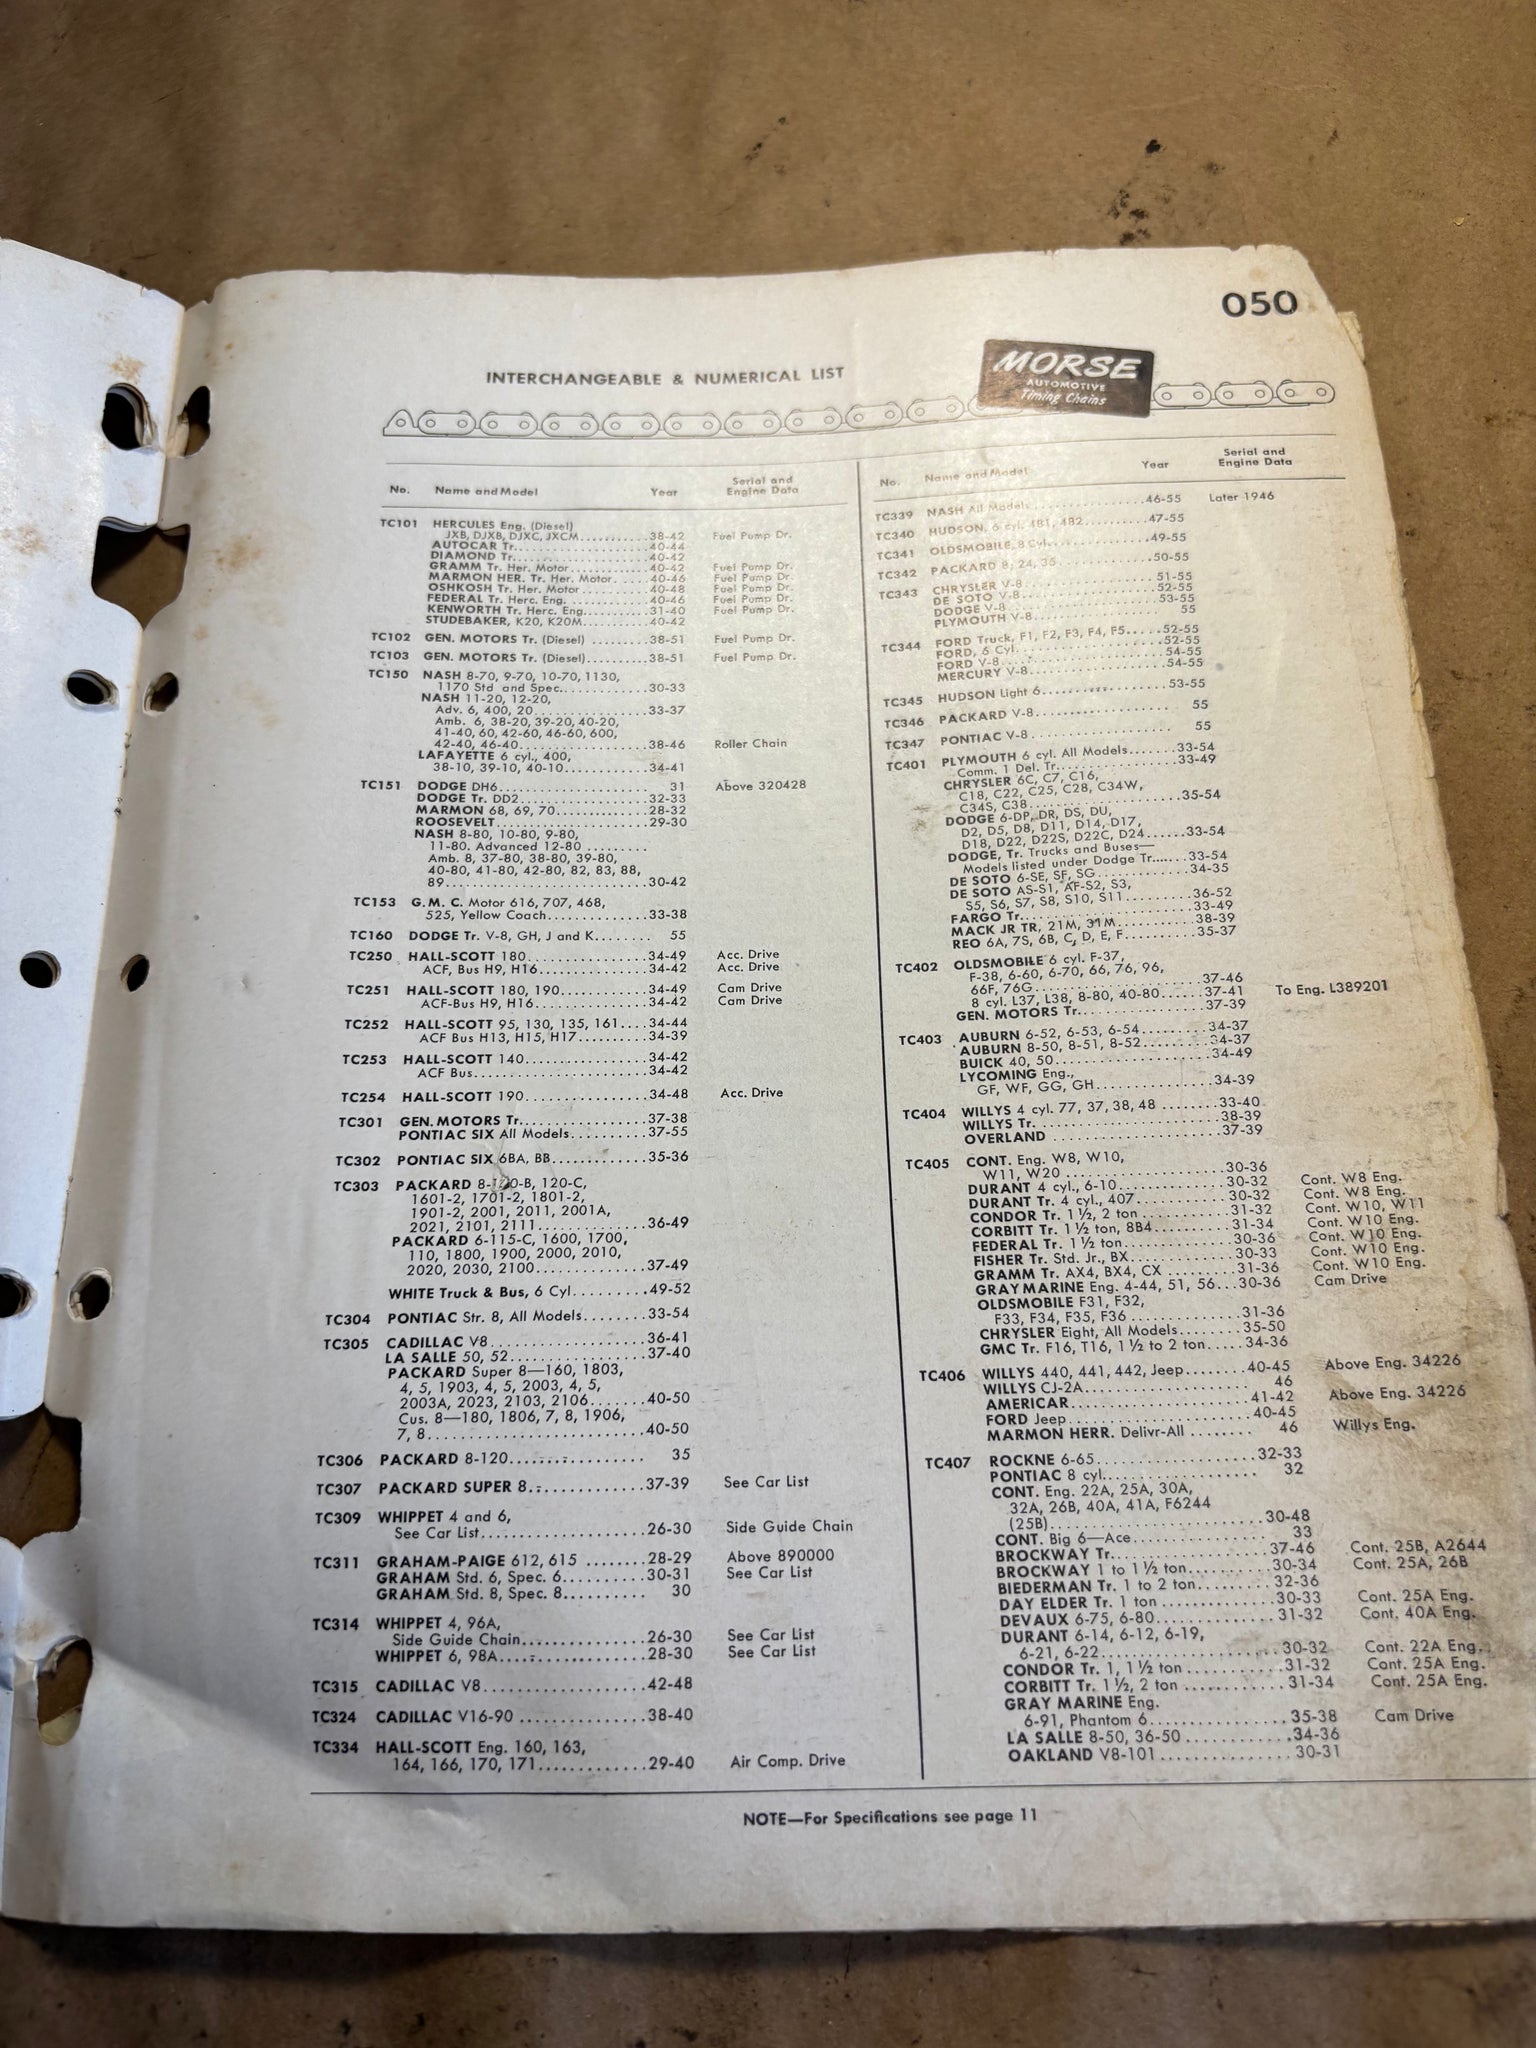 050
INTERCHANGEABLE & NUMERICAL LIST
MORSE
AUTOMOTIVE
Timing Chains
No. Name and Model Year Serial and Engine Data
TC101 HERCULES Eng. (Diesel)
JXB, DJXB, DJXC, JXCM..........38-42 Fuel Pump Dr.
AUTOCAR Tr....................40-44
DIAMOND Tr....................40-42
GRAMM Tr. Her. Motor............40-42 Fuel Pump Dr.
MARMON HER. Tr. Her. Motor......40-46 Fuel Pump Dr.
OSHKOSH Tr. Her. Motor..........40-48 Fuel Pump Dr.
FEDERAL Tr. Herc. Eng............40-46 Fuel Pump Dr.
KENWORTH Tr. Herc. Eng..........31-40 Fuel Pump Dr.
STUDEBAKER, K20, K20M..........40-42
TC102 GEN. MOTORS Tr. (Diesel) ........38-51 Fuel Pump Dr.
TC103 GEN. MOTORS Tr. (Diesel).........38-51 Fuel Pump Dr.
TC150 NASH 8-70, 9-70, 10-70, 1130,
1170 Std and Spec..............30-33
NASH 11-20, 12-20,
Adv. 6, 400, 20................33-37
Amb. 6, 38-20, 39-20, 40-20,
41-40, 60, 42-60, 46-60, 600,
42-40, 46-40...................38-46 Roller Chain
LAFAYETTE 6 cyl., 400,
38-10, 39-10, 40-10............34-41
TC151 DODGE DH6.................... 31 Above 320428
DODGE Tr. DD2..................32-33
MARMON 68, 69, 70..............28-32
ROOSEVELT......................29-30
NASH 8-80, 10-80, 9-80,
11-80. Advanced 12-80 .........
Amb. 8, 37-80, 38-80, 39-80,
40-80, 41-80, 42-80, 82, 83, 88,
89............................30-42
TC153 G. M. C. Motor 616, 707, 468,
525, Yellow Coach..............33-38
TC160 DODGE Tr. V-8, GH, J and K........ 55
TC250 HALL-SCOTT 180.................34-49 Acc. Drive
ACF, Bus H9, H16...............34-42 Acc. Drive
TC251 HALL-SCOTT 180, 190............34-49 Cam Drive
ACF-Bus H9, H16................34-42 Cam Drive
TC252 HALL-SCOTT 95, 130, 135, 161....34-44
ACF Bus H13, H15, H17..........34-39
TC253 HALL-SCOTT 140.................34-42
ACF Bus........................34-42
TC254 HALL-SCOTT 190.................34-48 Acc. Drive
TC301 GEN. MOTORS Tr.................37-38
PONTIAC SIX All Models..........37-55
TC302 PONTIAC SIX 6BA, BB.............35-36
TC303 PACKARD 8-120-B, 120-C,
1601-2, 1701-2, 1801-2,
1901-2, 2001, 2011, 2001A,
2021, 2101, 2111...............36-49
PACKARD 6-115-C, 1600, 1700,
110, 1800, 1900, 2000, 2010,
2020, 2030, 2100...............37-49
WHITE Truck & Bus, 6 Cyl..........49-52
TC304 PONTIAC Str. 8, All Models........33-54
TC305 CADILLAC V8....................36-41
LA SALLE 50, 52.................37-40
PACKARD Super 8—160, 1803,
4, 5, 1903, 4, 5, 2003, 4, 5,
2003A, 2023, 2103, 2106........40-50
Cus. 8—180, 1806, 7, 8, 1906,
7, 8...........................40-50
TC306 PACKARD 8-120.................. 35
TC307 PACKARD SUPER 8................37-39 See Car List
TC309 WHIPPET 4 and 6,
See Car List....................26-30 Side Guide Chain
TC311 GRAHAM-PAIGE 612, 615 ........28-29 Above 890000
GRAHAM Std. 6, Spec. 6..........30-31 See Car List
GRAHAM Std. 8, Spec. 8.......... 30
TC314 WHIPPET 4, 96A,
Side Guide Chain................26-30 See Car List
WHIPPET 6, 98A..................28-30 See Car List
TC315 CADILLAC V8....................42-48
TC324 CADILLAC V16-90 ...............38-40
TC334 HALL-SCOTT Eng. 160, 163,
164, 166, 170, 171..............29-40 Air Comp. Drive
No. Name and Model Year Serial and Engine Data
TC339 NASH All Models................46-55 Later 1946
TC340 HUDSON, 6 cyl. 481, 482.........47-55
TC341 OLDSMOBILE, 8 Cyl..............49-55
TC342 PACKARD 8, 24, 35..............50-55
TC343 CHRYSLER V-8...................51-55
DE SOTO V-8....................52-55
DODGE V-8......................53-55
PLYMOUTH V-8................... 55
TC344 FORD Truck, F1, F2, F3, F4, F5.....52-55
FORD, 6 Cyl....................52-55
FORD V-8.......................54-55
MERCURY V-8....................54-55
TC345 HUDSON Light 6.................53-55
TC346 PACKARD V-8.................... 55
TC347 PONTIAC V-8.................... 55
TC401 PLYMOUTH 6 cyl. All Models.......33-54
Comm. 1 Del. Tr................33-49
CHRYSLER 6C, C7, C16,
C18, C22, C25, C28, C34W,
C34S, C38......................35-54
DODGE 6-DP, DR, DS, DU,
D2, D5, D8, D11, D14, D17,
D18, D22, D22S, D22C, D24......33-54
DODGE, Tr. Trucks and Buses—
Models listed under Dodge Tr.....33-54
DE SOTO 6-SE, SF, SG............34-35
DE SOTO AS-S1, AF-S2, S3,
S5, S6, S7, S8, S10, S11.........36-52
FARGO Tr.......................33-49
MACK JR TR, 21M, 31M...........38-39
REO 6A, 7S, 6B, C, D, E, F........35-37
TC402 OLDSMOBILE 6 cyl. F-37,
F-38, 6-60, 6-70, 66, 76, 96,
66F, 76G.......................37-46
8 cyl. L37, L38, 8-80, 40-80......37-41 To Eng. L389201
GEN. MOTORS Tr.................37-39
TC403 AUBURN 6-52, 6-53, 6-54.........34-37
AUBURN 8-50, 8-51, 8-52.........34-37
BUICK 40, 50....................34-49
LYCOMING Eng.,
GF, WF, GG, GH.................34-39
TC404 WILLYS 4 cyl. 77, 37, 38, 48 ........33-40
WILLYS Tr. .....................38-39
OVERLAND ......................37-39
TC405 CONT. Eng. W8, W10,
W11, W20.......................30-36
DURANT 4 cyl., 6-10.............30-32 Cont. W8 Eng.
DURANT Tr. 4 cyl., 407...........30-32 Cont. W8 Eng.
CONDOR Tr. 1½, 2 ton ..........31-32 Cont. W10, W11
CORBITT Tr. 1½ ton, 8B4.........31-34 Cont. W10 Eng.
FEDERAL Tr. 1½ ton..............30-36 Cont. W10 Eng.
FISHER Tr. Std. Jr., BX............30-33 Cont. W10 Eng.
GRAMM Tr. AX4, BX4, CX .........31-36 Cont. W10 Eng.
GRAY MARINE Eng. 4-44, 51, 56...30-36 Cam Drive
OLDSMOBILE F31, F32,
F33, F34, F35, F36..............31-36
CHRYSLER Eight, All Models........35-50
GMC Tr. F16, T16, 1½ to 2 ton.....34-36
TC406 WILLYS 440, 441, 442, Jeep........40-45 Above Eng. 34226
WILLYS CJ-2A................... 46
AMERICAR......................41-42 Above Eng. 34226
FORD Jeep......................40-45
MARMON HERR. Delivr-All ........ 46 Willys Eng.
TC407 ROCKNE 6-65...................32-33
PONTIAC 8 cyl................... 32
CONT. Eng. 22A, 25A, 30A,
32A, 26B, 40A, 41A, F6244
(25B)..........................30-48
CONT. Big 6—Ace................ 33
BROCKWAY Tr...................37-46 Cont. 25B, A2644
BROCKWAY 1 to 1½ ton...........30-34 Cont. 25A, 26B
BIEDERMAN Tr. 1 to 2 ton.........32-36
DAY ELDER Tr. 1 ton .............30-33 Cont. 25A Eng.
DEVAUX 6-75, 6-80...............31-32 Cont. 40A Eng.
DURANT 6-14, 6-12, 6-19,
6-21, 6-22......................30-32 Cont. 22A Eng.
CONDOR Tr. 1, 1½ ton ..........31-32 Cont. 25A Eng.
CORBITT Tr. 1½, 2 ton ...........31-34 Cont. 25A Eng.
GRAY MARINE Eng.
6-91, Phantom 6.................35-38 Cam Drive
LA SALLE 8-50, 36-50 ............34-36
OAKLAND V8-101 ...............30-31
NOTE—For Specifications see page 11